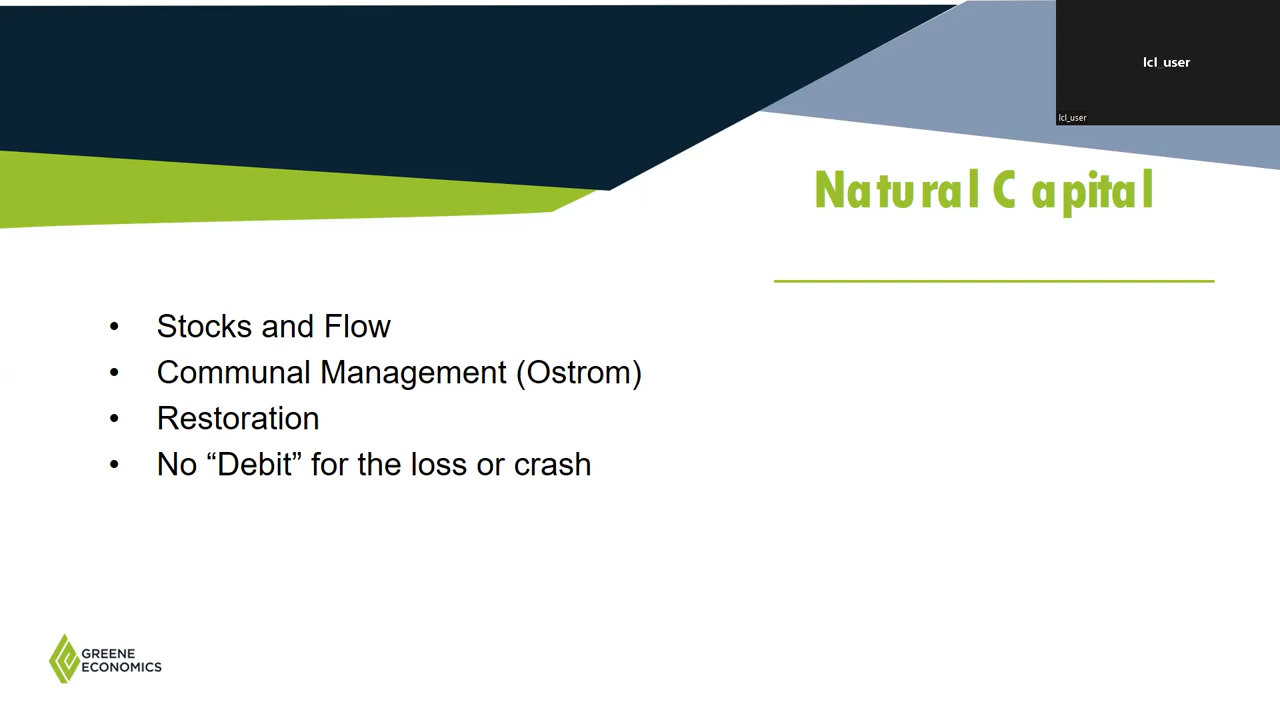 lcl_user
lcl_user
Natural Capital
• Stocks and Flow
• Communal Management (Ostrom)
• Restoration
• No “Debit” for the loss or crash
GREENE
ECONOMICS